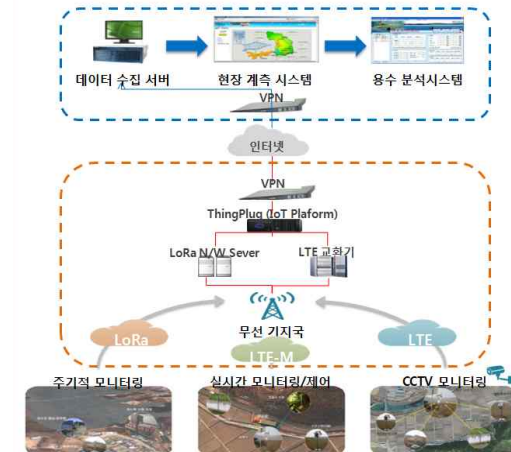 데이터 수집 서버
현장 계측 시스템
용수 분석시스템
VPN
인터넷
VPN
ThingPlug (IoT Plaform)
LoRa N/W Sever
LTE 교환기
무선 기지국
LoRa
LTE-M
LTE
주기적 모니터링
실시간 모니터링/제어
CCTV 모니터링